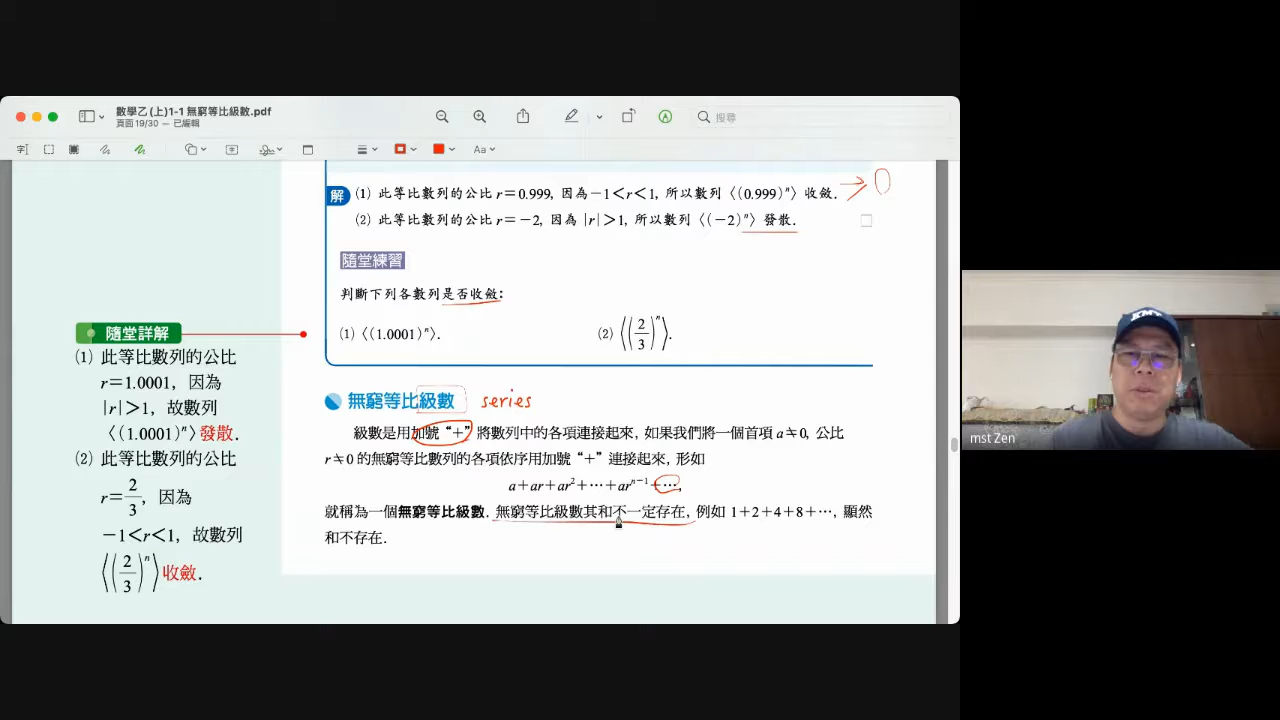 數學乙(上)1-1 無窮等比級數.pdf
頁面 19/30 — 已編輯
搜尋
Aa
解 (1) 此等比數列的公比 r=0.999, 因為 −1<r<1, 所以數列〈(0.999)ⁿ〉收斂. → 0
(2) 此等比數列的公比 r=−2, 因為 |r|>1, 所以數列〈(−2)ⁿ〉發散.
隨堂練習
判斷下列各數列是否收斂:
(1)〈(1.0001)ⁿ〉. (2)〈(2/3)ⁿ〉.
隨堂詳解
(1) 此等比數列的公比
r=1.0001, 因為
|r|>1, 故數列
〈(1.0001)ⁿ〉發散.
(2) 此等比數列的公比
r=2/3, 因為
−1<r<1, 故數列
〈(2/3)ⁿ〉收斂.
無窮等比級數 series
級數是用加號“+”將數列中的各項連接起來, 如果我們將一個首項 a≠0, 公比
r≠0 的無窮等比數列的各項依序用加號“+”連接起來, 形如
a+ar+ar²+⋯+arⁿ⁻¹+⋯,
就稱為一個無窮等比級數. 無窮等比級數其和不一定存在, 例如 1+2+4+8+⋯, 顯然
和不存在.
mst Zen